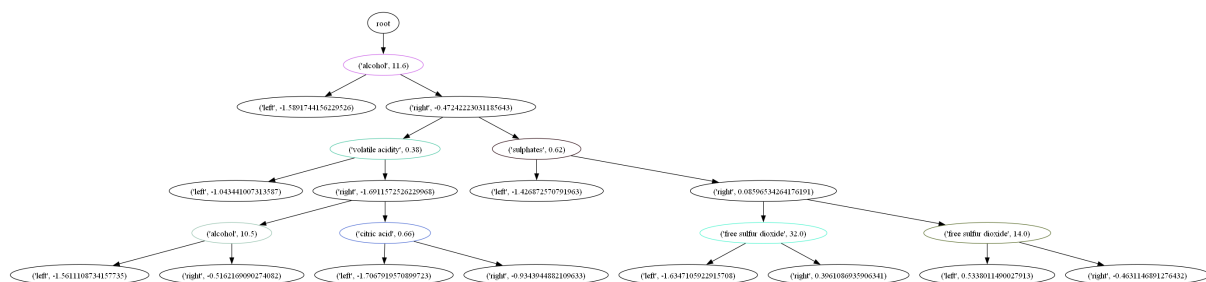 root
('alcohol', 11.6)
('left', -1.5891744156229526)
('right', -0.47242223031185643)
('volatile acidity', 0.38)
('sulphates', 0.62)
('left', -1.043441007313587)
('right', -1.6911572526229968)
('left', -1.426872570791963)
('right', 0.08596534264176191)
('alcohol', 10.5)
('citric acid', 0.66)
('free sulfur dioxide', 32.0)
('free sulfur dioxide', 14.0)
('left', -1.5611108734157735)
('right', -0.5162169090274082)
('left', -1.7067919570899723)
('right', -0.9343944882109633)
('left', -1.6347105922915708)
('right', 0.3961086935906341)
('left', 0.5338011490027913)
('right', -0.4631146891276432)